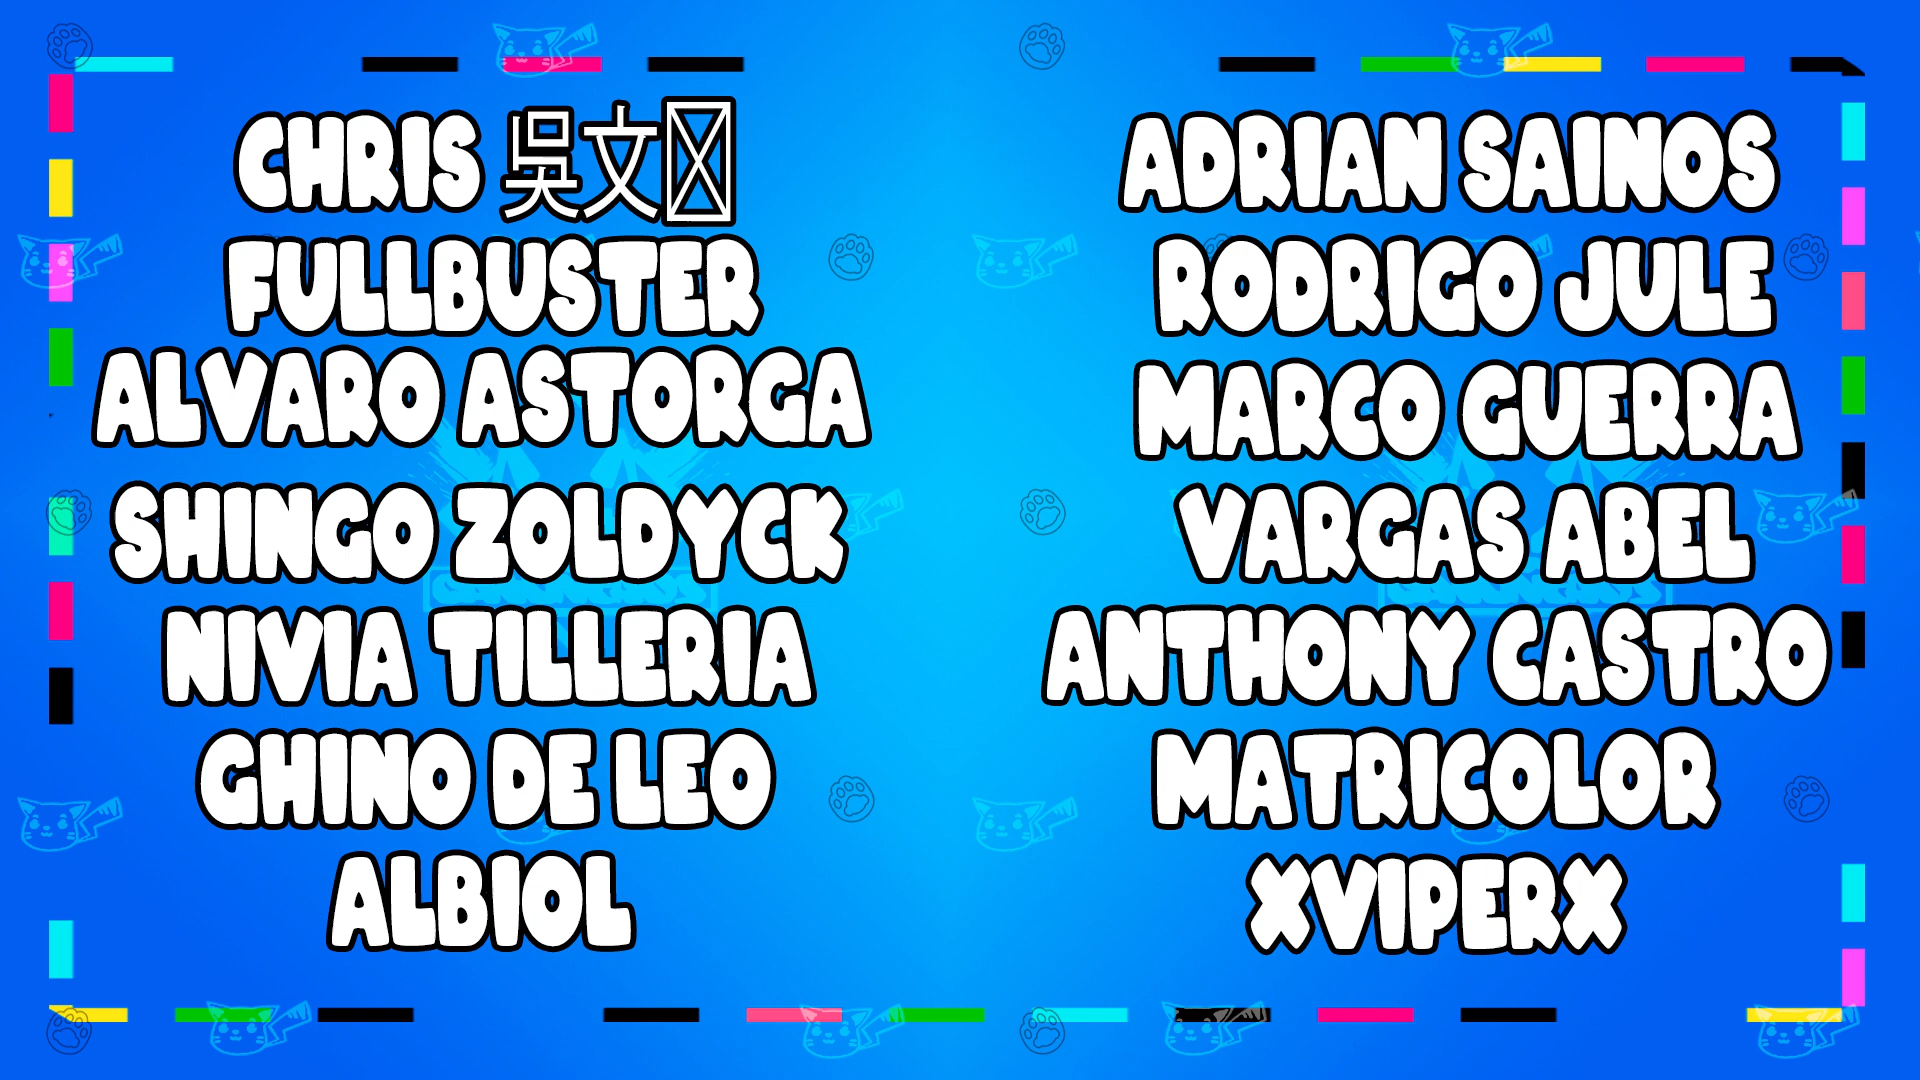 CHRIS 吳文
FULLBUSTER
ALVARO ASTORGA
SHINGO ZOLDYCK
NIVIA TILLERIA
GHINO DE LEO
ALBIOL
ADRIAN SAINOS
RODRIGO JULE
MARCO GUERRA
VARGAS ABEL
ANTHONY CASTRO
MATRICOLOR
XVIPERX